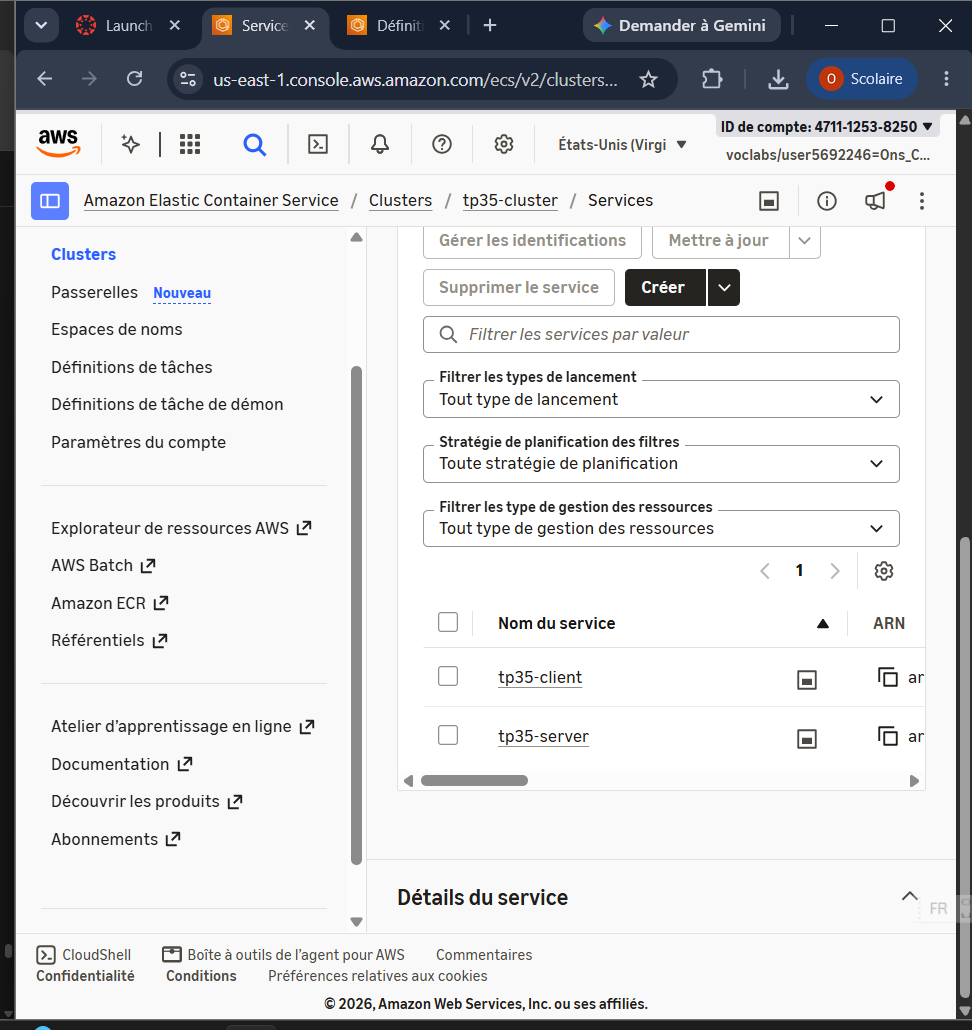 Launch
Service
Définiti
Demander à Gemini
us-east-1.console.aws.amazon.com/ecs/v2/clusters...
O Scolaire
aws
États-Unis (Virgi
ID de compte: 4711-1253-8250
voclabs/user5692246=Ons_C...
Amazon Elastic Container Service / Clusters / tp35-cluster / Services
Clusters
Passerelles Nouveau
Espaces de noms
Définitions de tâches
Définitions de tâche de démon
Paramètres du compte
Explorateur de ressources AWS
AWS Batch
Amazon ECR
Référentiels
Atelier d’apprentissage en ligne
Documentation
Découvrir les produits
Abonnements
Gérer les identifications
Mettre à jour
Supprimer le service
Créer
Filtrer les services par valeur
Filtrer les types de lancement
Tout type de lancement
Stratégie de planification des filtres
Toute stratégie de planification
Filtrer les type de gestion des ressources
Tout type de gestion des ressources
1
Nom du service ARN
tp35-client ar
tp35-server ar
Détails du service
FR
CloudShell Boîte à outils de l'agent pour AWS Commentaires
Confidentialité Conditions Préférences relatives aux cookies
© 2026, Amazon Web Services, Inc. ou ses affiliés.